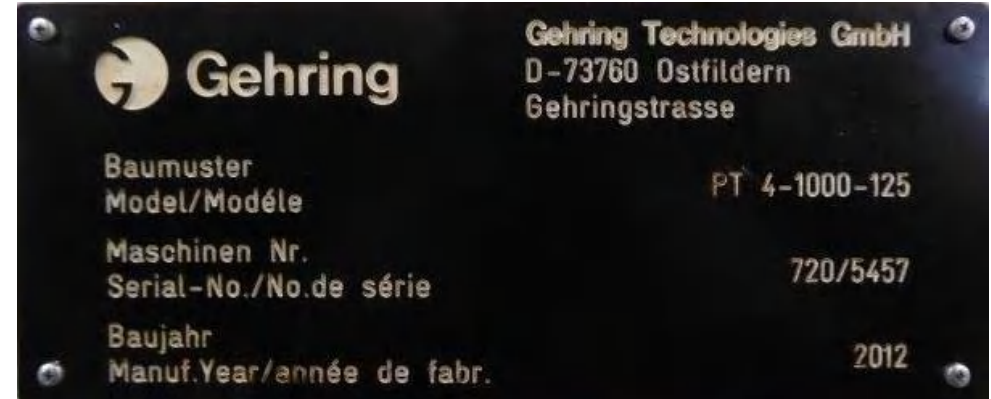 Gehring
Gehring Technologies GmbH
D-73760 Ostfildern
Gehringstrasse
Baumuster
Model/Modéle
PT 4-1000-125
Maschinen Nr.
Serial-No./No.de série
720/5457
Baujahr
Manuf.Year/année de fabr.
2012